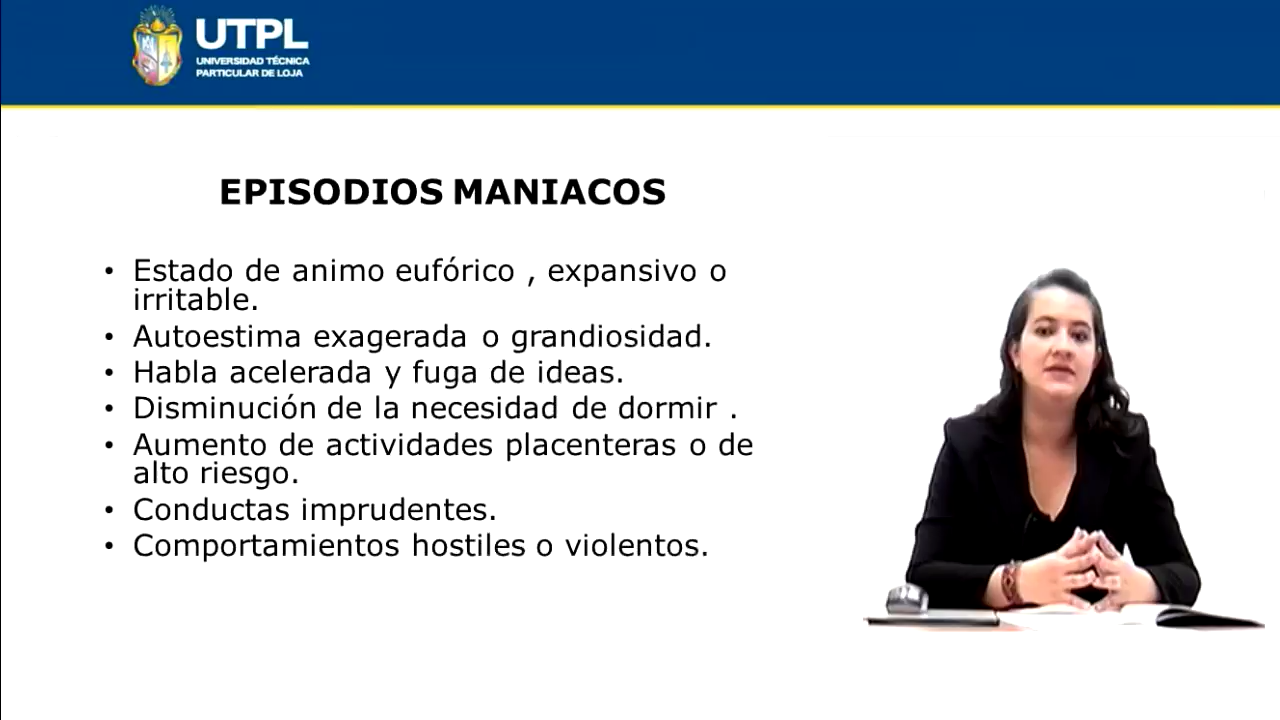 UTPL
UNIVERSIDAD TÉCNICA
PARTICULAR DE LOJA
EPISODIOS MANIACOS
• Estado de animo eufórico , expansivo o
irritable.
• Autoestima exagerada o grandiosidad.
• Habla acelerada y fuga de ideas.
• Disminución de la necesidad de dormir .
• Aumento de actividades placenteras o de
alto riesgo.
• Conductas imprudentes.
• Comportamientos hostiles o violentos.